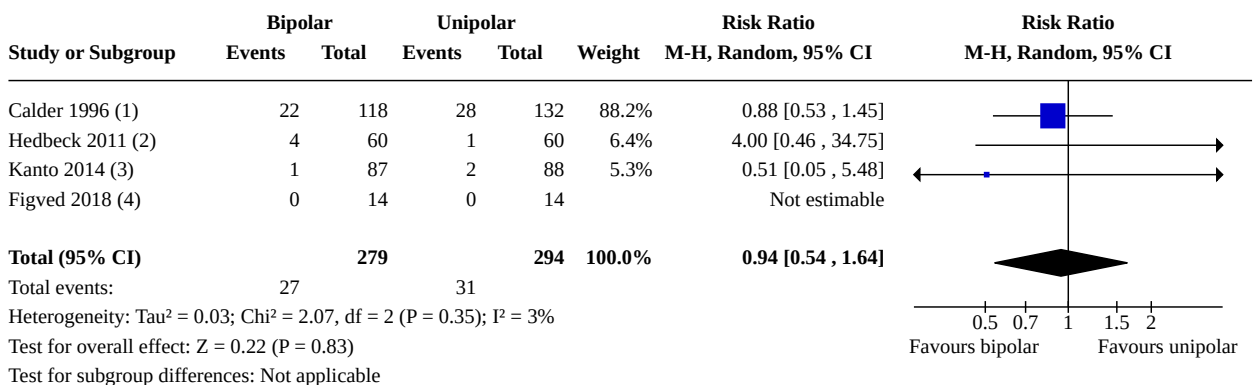 Bipolar Unipolar Risk Ratio Risk Ratio
Study or Subgroup Events Total Events Total Weight M-H, Random, 95% CI M-H, Random, 95% CI
Calder 1996 (1) 22 118 28 132 88.2% 0.88 [0.53 , 1.45]
Hedbeck 2011 (2) 4 60 1 60 6.4% 4.00 [0.46 , 34.75]
Kanto 2014 (3) 1 87 2 88 5.3% 0.51 [0.05 , 5.48]
Figved 2018 (4) 0 14 0 14 Not estimable
Total (95% CI) 279 294 100.0% 0.94 [0.54 , 1.64]
Total events: 27 31
Heterogeneity: Tau² = 0.03; Chi² = 2.07, df = 2 (P = 0.35); I² = 3%
0.5 0.7 1 1.5 2
Test for overall effect: Z = 0.22 (P = 0.83) Favours bipolar Favours unipolar
Test for subgroup differences: Not applicable